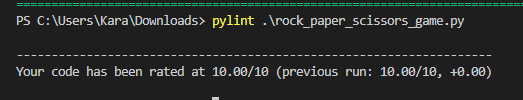 PS C:\Users\Kara\Downloads> pylint .\rock_paper_scissors_game.py
--------------------------------------------------------------------
Your code has been rated at 10.00/10 (previous run: 10.00/10, +0.00)